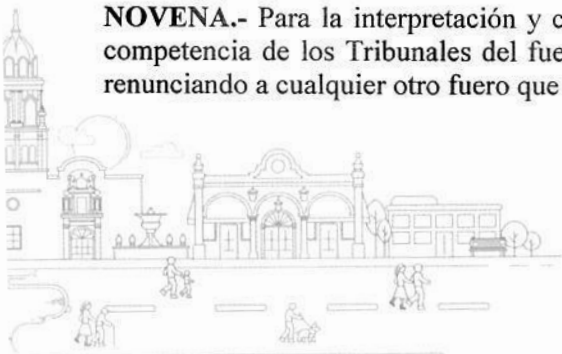 NOVENA.- Para la interpretación y c
competencia de los Tribunales del fue
renunciando a cualquier otro fuero que